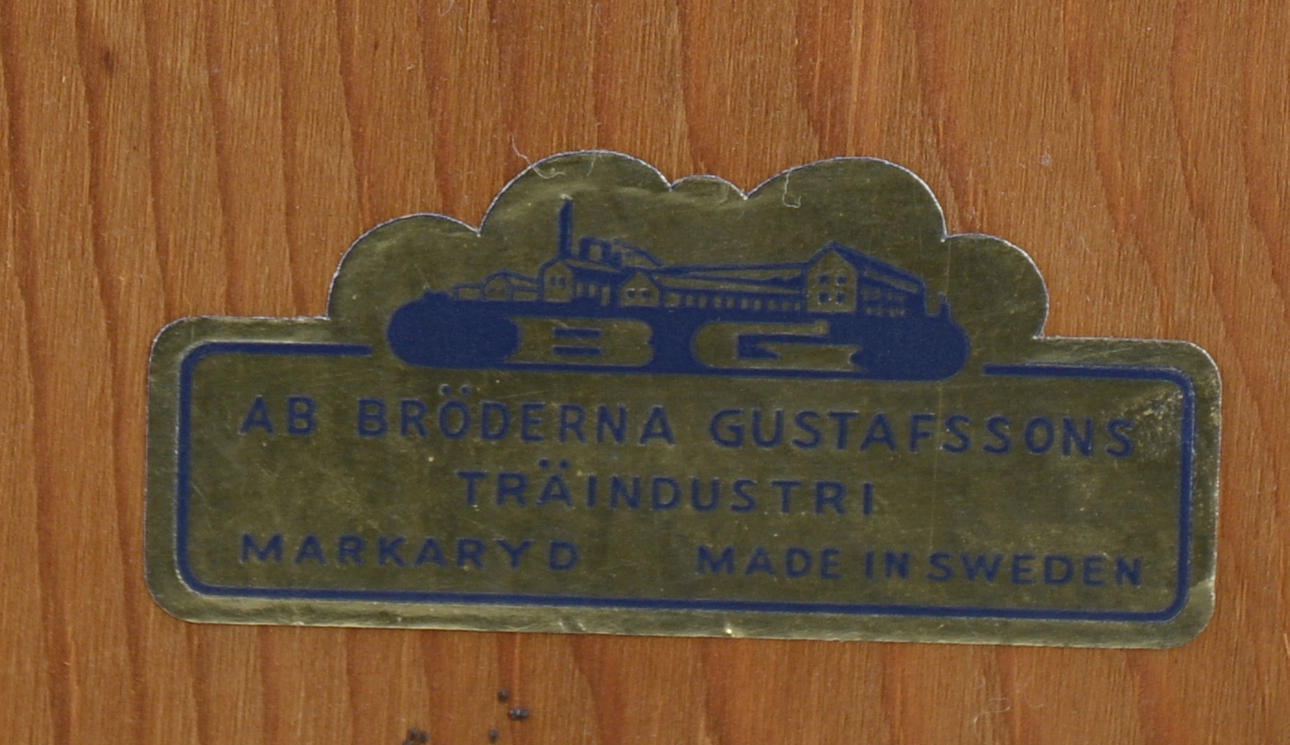 BG
AB BRÖDERNA GUSTAFSSONS
TRÄINDUSTRI
MARKARYD MADE IN SWEDEN